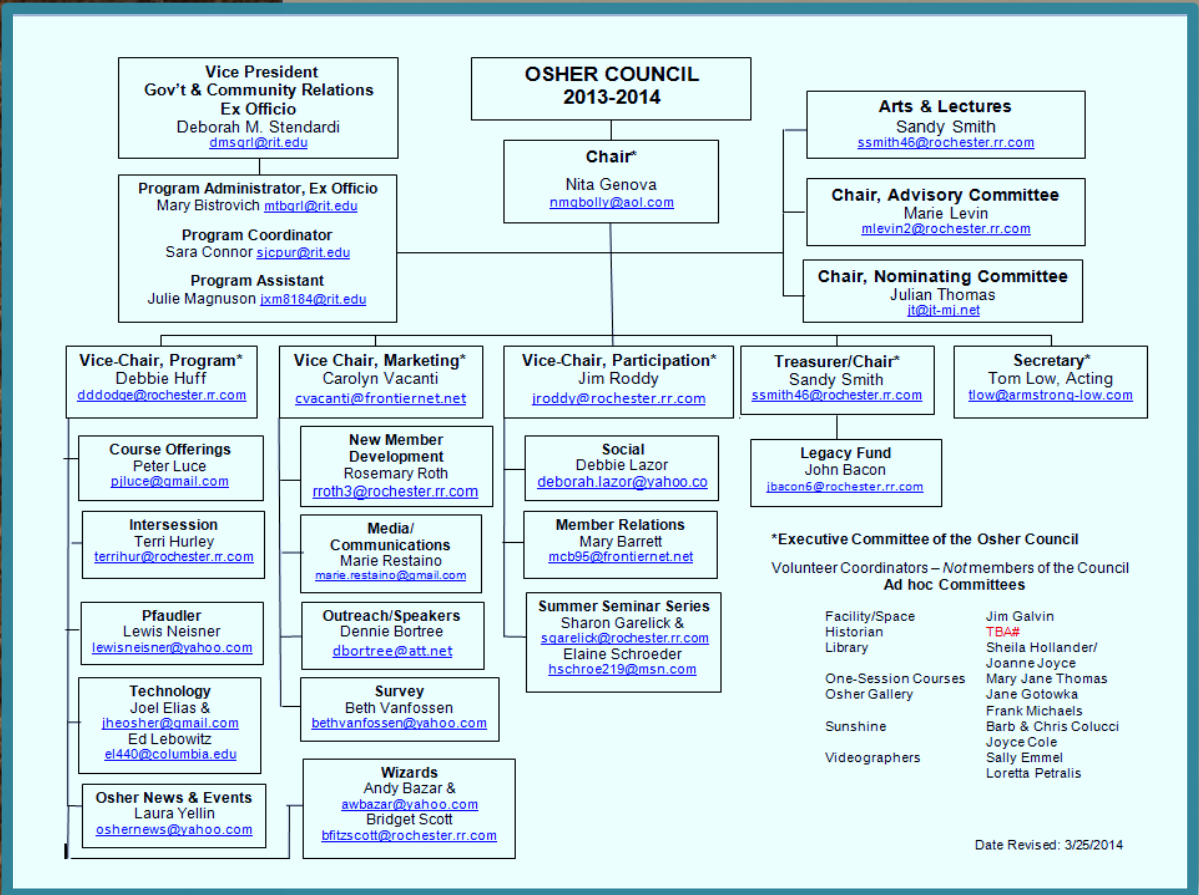 Vice President
Gov't & Community Relations
Ex Officio
Deborah M. Stendardi
dmsgrl@rit.edu
OSHER COUNCIL
2013-2014
Chair*
Nita Genova
nmgbolly@aol.com
Arts & Lectures
Sandy Smith
ssmith46@rochester.rr.com
Chair, Advisory Committee
Marie Levin
mlevin2@rochester.rr.com
Chair, Nominating Committee
Julian Thomas
jt@jt-mj.net
Program Administrator, Ex Officio
Mary Bistrovich mtbgrl@rit.edu
Program Coordinator
Sara Connor sjcpur@rit.edu
Program Assistant
Julie Magnuson jxm8184@rit.edu
Vice-Chair, Program*
Debbie Huff
dddodge@rochester.rr.com
Vice Chair, Marketing*
Carolyn Vacanti
cvacanti@frontiernet.net
Vice-Chair, Participation*
Jim Roddy
jroddy@rochester.rr.com
Treasurer/Chair*
Sandy Smith
ssmith46@rochester.rr.com
Secretary*
Tom Low, Acting
tlow@armstrong-low.com
Course Offerings
Peter Luce
pjluce@gmail.com
Intersession
Terri Hurley
terrihur@rochester.rr.com
Pfaudler
Lewis Neisner
lewisneisner@yahoo.com
Technology
Joel Elias &
jheosher@gmail.com
Ed Lebowitz
el440@columbia.edu
Osher News & Events
Laura Yellin
oshernews@yahoo.com
New Member
Development
Rosemary Roth
rroth3@rochester.rr.com
Media/
Communications
Marie Restaino
marie.restaino@gmail.com
Outreach/Speakers
Dennie Bortree
dbortree@att.net
Survey
Beth Vanfossen
bethvanfossen@yahoo.com
Wizards
Andy Bazar &
awbazar@yahoo.com
Bridget Scott
bfitzscott@rochester.rr.com
Social
Debbie Lazor
deborah.lazor@yahoo.co
Member Relations
Mary Barrett
mcb95@frontiernet.net
Summer Seminar Series
Sharon Garelick &
sgarelick@rochester.rr.com
Elaine Schroeder
hschroe219@msn.com
Legacy Fund
John Bacon
jbacon6@rochester.rr.com
*Executive Committee of the Osher Council
Volunteer Coordinators – Not members of the Council
Ad hoc Committees
Facility/Space Jim Galvin
Historian TBA#
Library Sheila Hollander/
Joanne Joyce
One-Session Courses Mary Jane Thomas
Osher Gallery Jane Gotowka
Frank Michaels
Sunshine Barb & Chris Colucci
Joyce Cole
Videographers Sally Emmel
Loretta Petralis
Date Revised: 3/25/2014